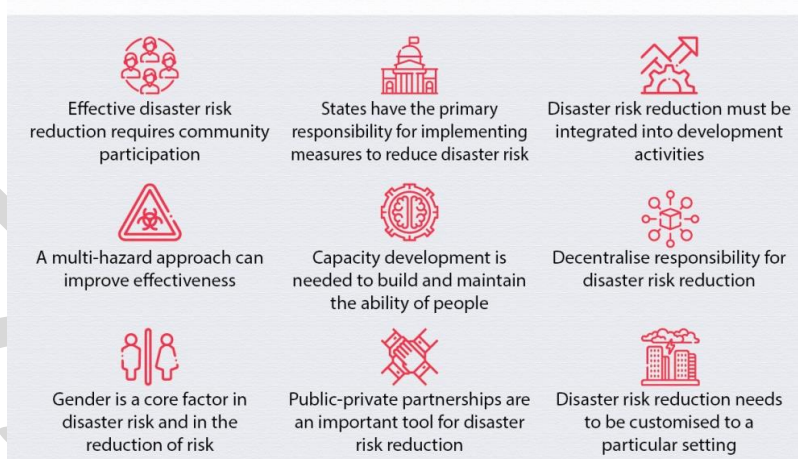 Effective disaster risk
reduction requires community
participation
States have the primary
responsibility for implementing
measures to reduce disaster risk
Disaster risk reduction must be
integrated into development
activities
A multi-hazard approach can
improve effectiveness
Capacity development is
needed to build and maintain
the ability of people
Decentralise responsibility for
disaster risk reduction
Gender is a core factor in
disaster risk and in the
reduction of risk
Public-private partnerships are
an important tool for disaster
risk reduction
Disaster risk reduction needs
to be customised to a
particular setting